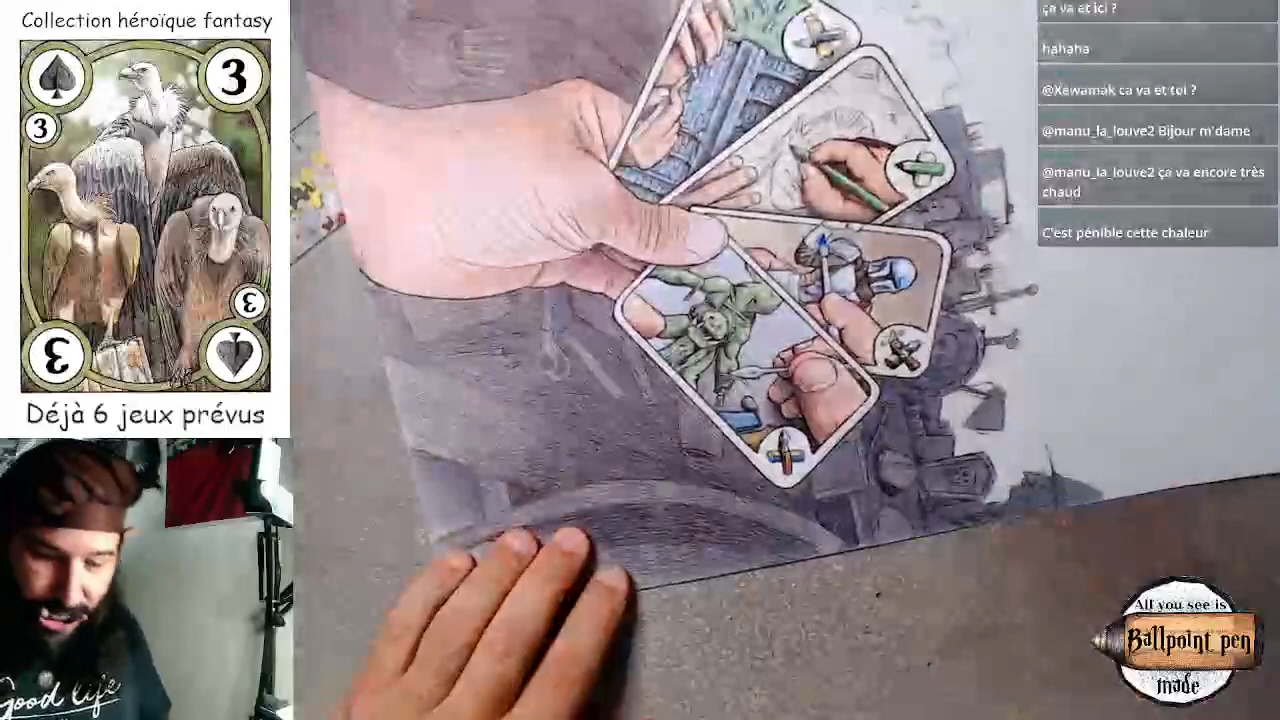 Collection héroïque fantasy
3
3
3
3
Déjà 6 jeux prévus
Good life
ça va et ici ?
hahaha
@Xewamak ca va et toi ?
@manu_la_louve2 Bijour m'dame
@manu_la_louve2 ça va encore très
chaud
C'est pénible cette chaleur
All you see is
Ballpoint pen
made